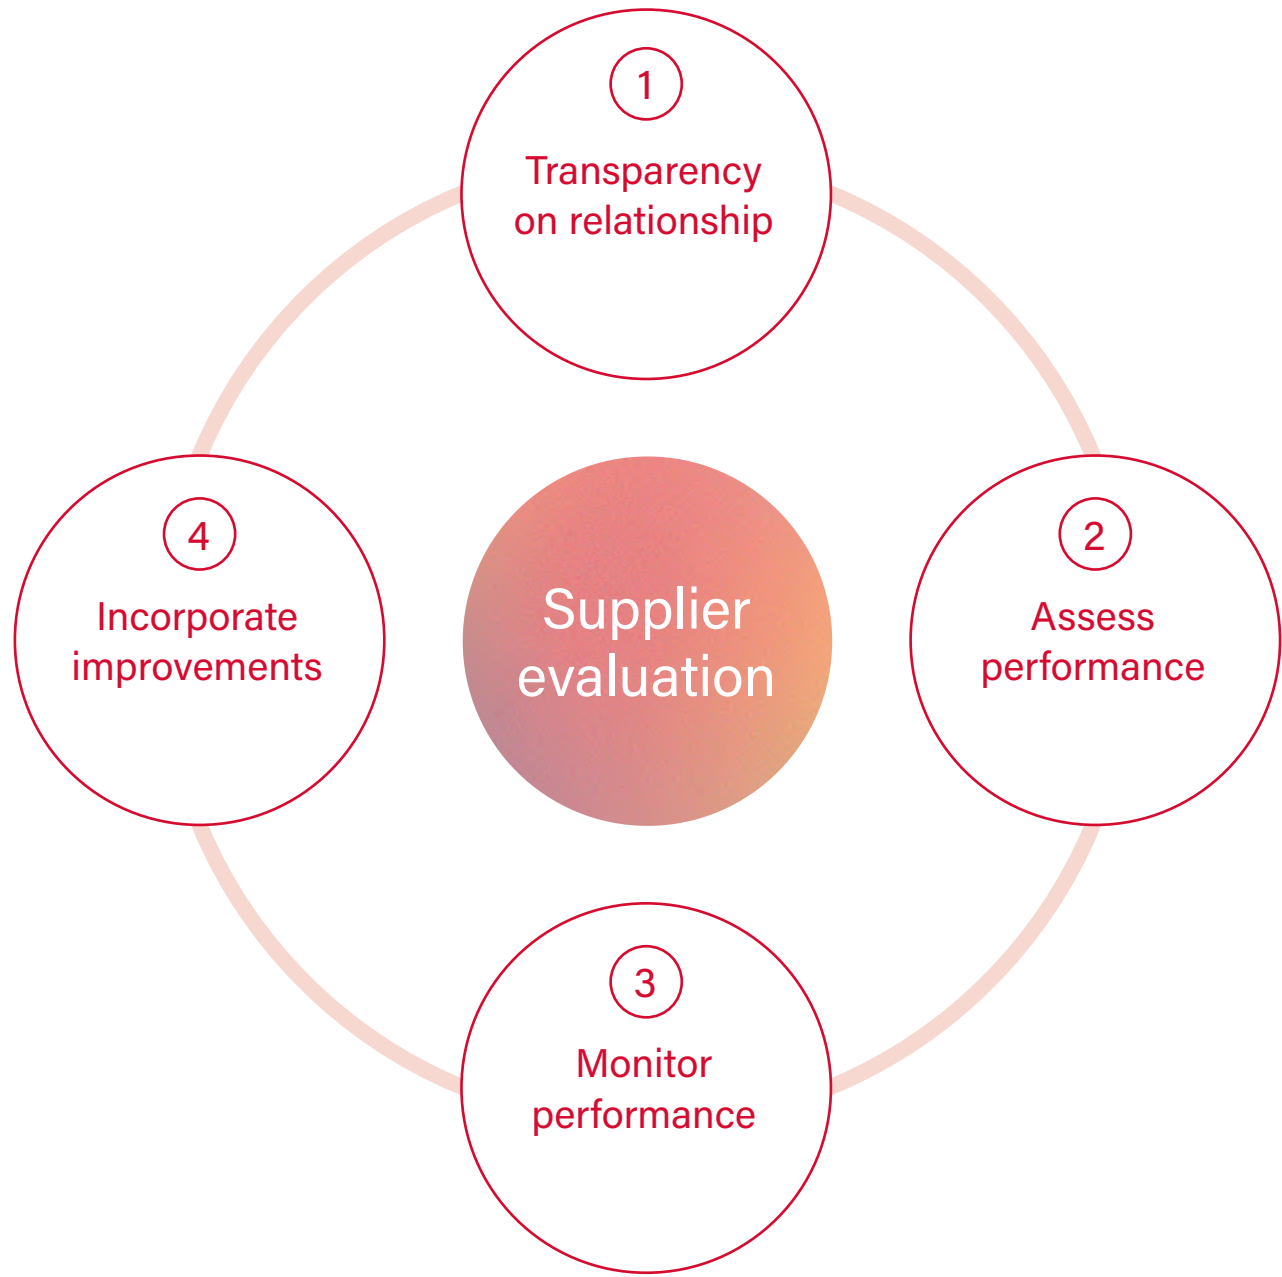 1
Transparency
on relationship
2
Assess
performance
3
Monitor
performance
4
Incorporate
improvements
Supplier
evaluation